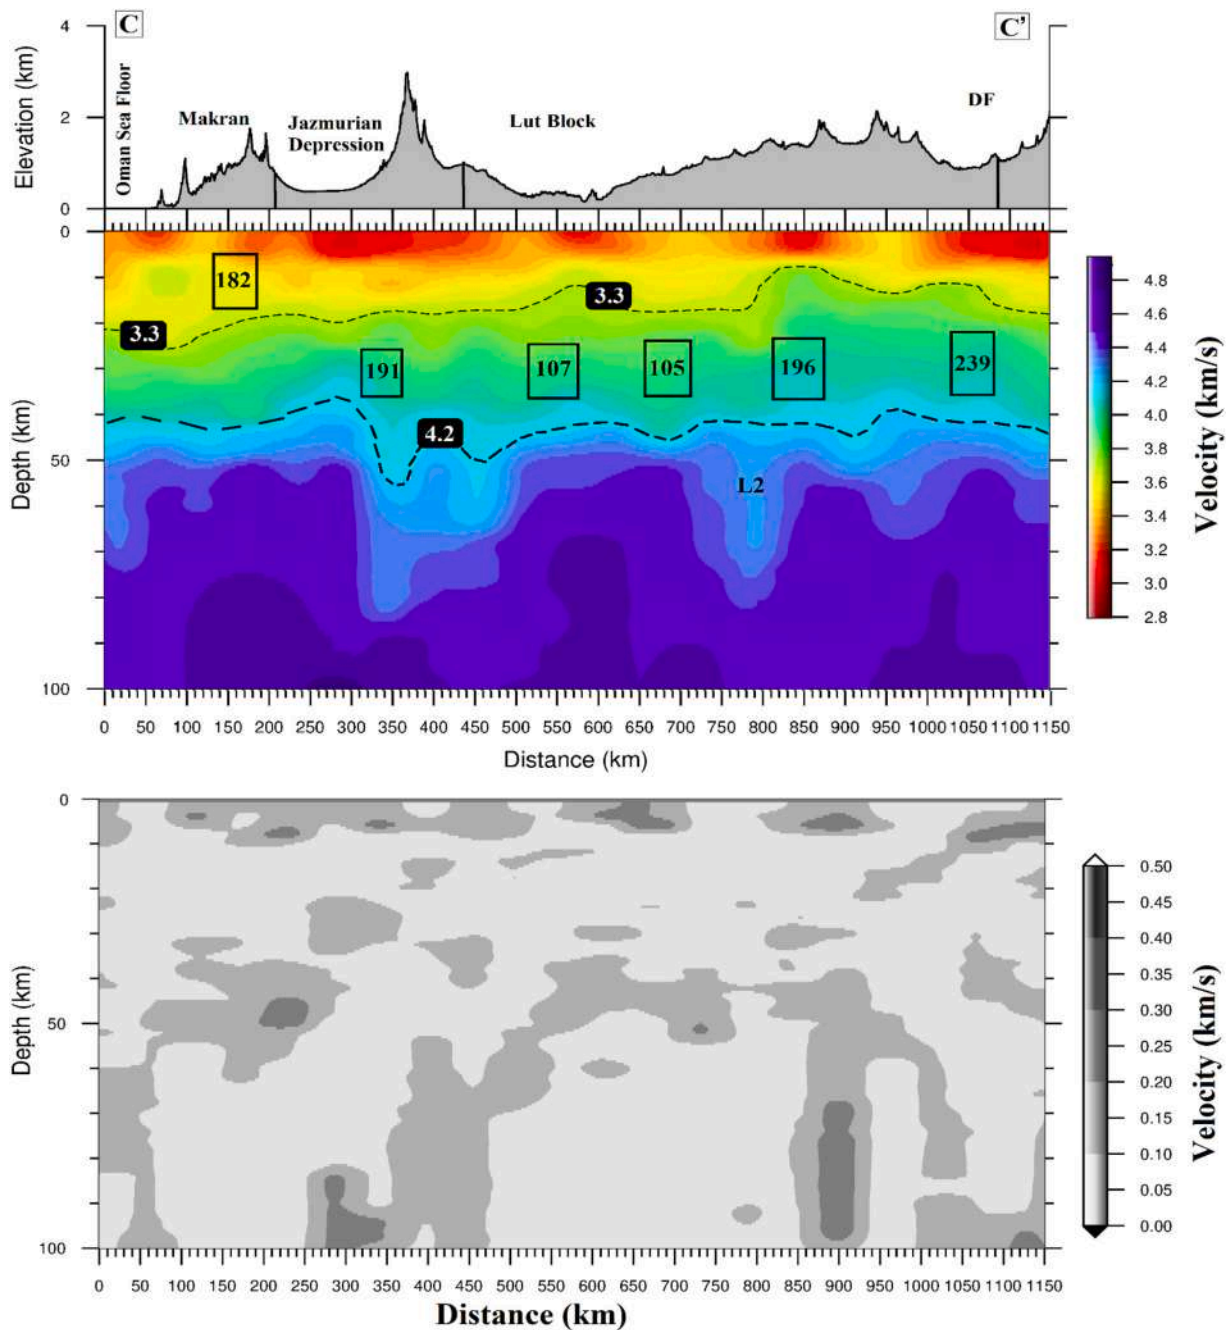 C
C'
4
2
0
Elevation (km)
Oman Sea Floor
Makran
Jazmurian
Depression
Lut Block
DF
0
50
100
Depth (km)
182
3.3
3.3
191
107
105
196
239
4.2
L2
4.8
4.6
4.4
4.2
4.0
3.8
3.6
3.4
3.2
3.0
2.8
Velocity (km/s)
0 50 100 150 200 250 300 350 400 450 500 550 600 650 700 750 800 850 900 950 1000 1050 1100 1150
Distance (km)
0
50
100
Depth (km)
0.50
0.45
0.40
0.35
0.30
0.25
0.20
0.15
0.10
0.05
0.00
Velocity (km/s)
0 50 100 150 200 250 300 350 400 450 500 550 600 650 700 750 800 850 900 950 1000 1050 1100 1150
Distance (km)